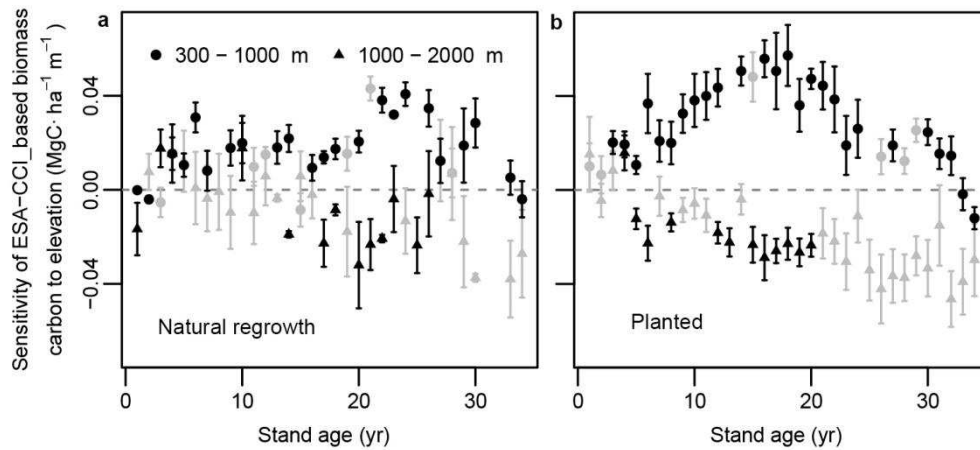 Sensitivity of ESA−CCI_based biomass
carbon to elevation (MgC· ha⁻¹ m⁻¹)
a
300 − 1000 m
1000 − 2000 m
0.04
0.00
−0.04
Natural regrowth
0 10 20 30
Stand age (yr)
b
Planted
0 10 20 30
Stand age (yr)